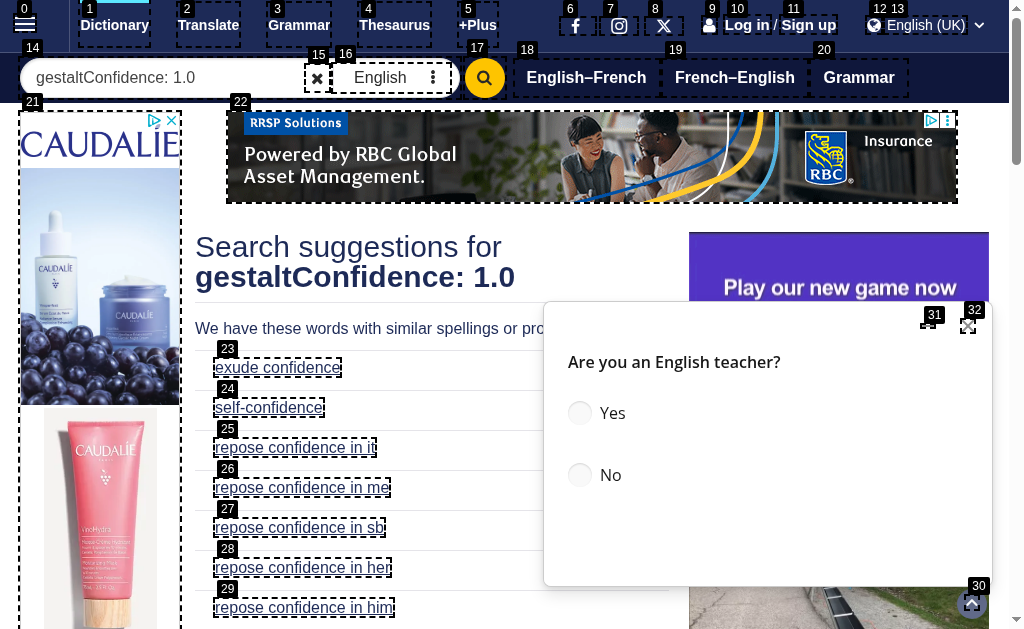 0 1 2 3 4 5 6 7 8 9 10 11 12 13
Dictionary Translate Grammar Thesaurus +Plus Log in / Sign up English (UK)
14 15 16 17 18 19 20
gestaltConfidence: 1.0 English English–French French–English Grammar
21 22
CAUDALÍE
RRSP Solutions
Powered by RBC Global
Asset Management.
RBC
Insurance
Search suggestions for
gestaltConfidence: 1.0
We have these words with similar spellings or pro
23
exude confidence
24
self-confidence
25
repose confidence in it
26
repose confidence in me
27
repose confidence in sb
28
repose confidence in her
29
repose confidence in him
CAUDALÍE
CAUDALÍE
VinoHydra
Play our new game now
31 32
Are you an English teacher?
Yes
No
30